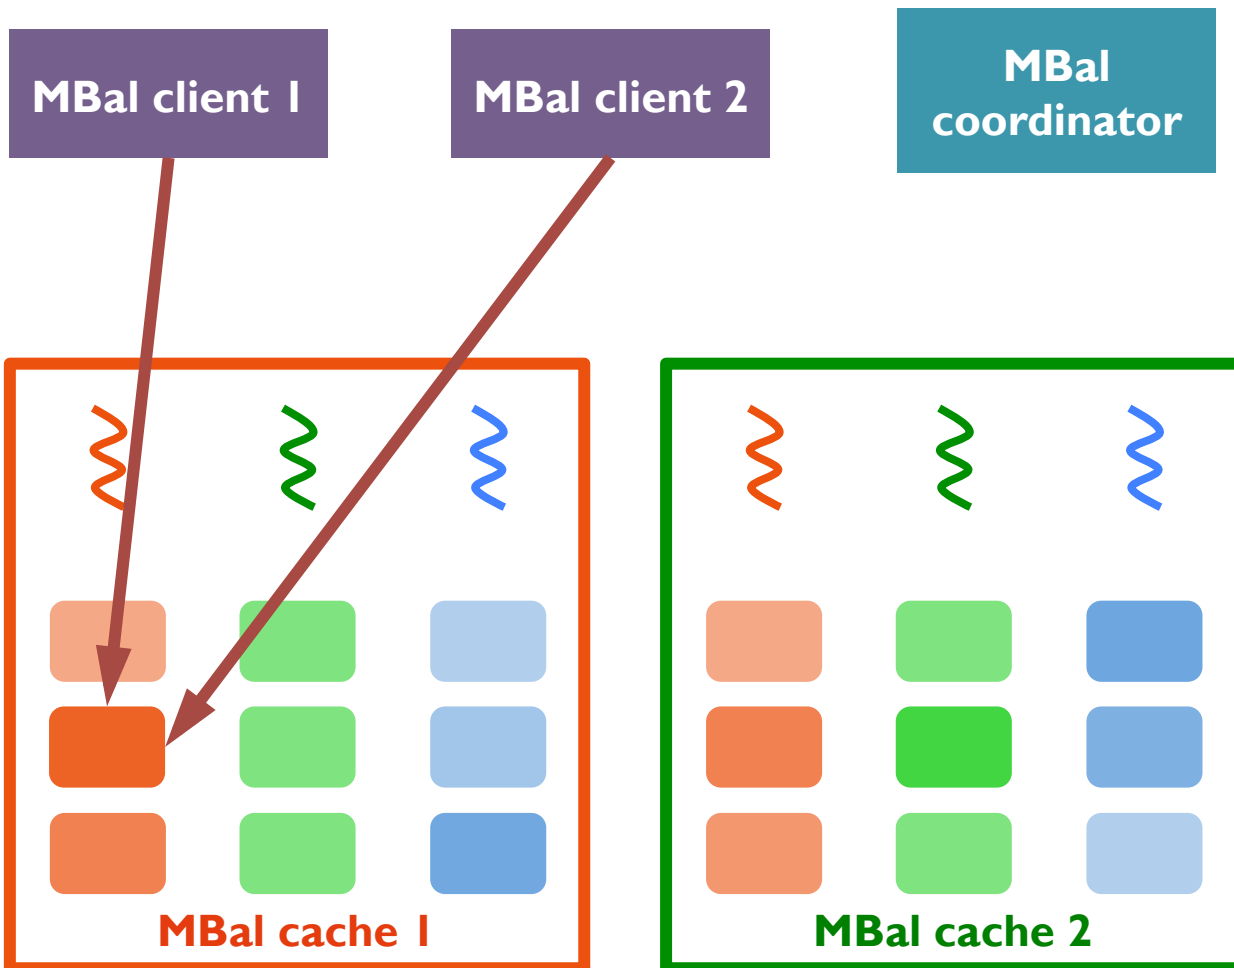 MBal client 1
MBal client 2
MBal
coordinator
MBal cache 1
MBal cache 2